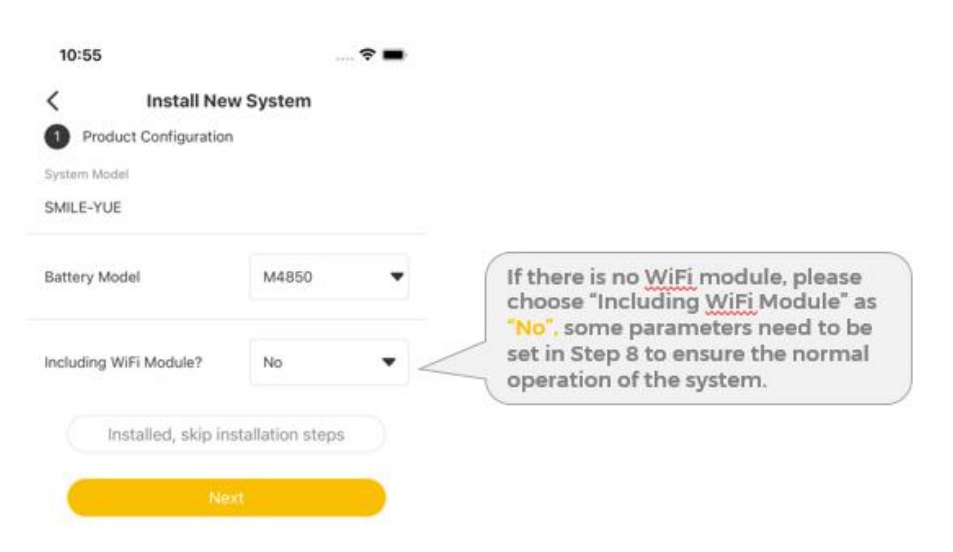 10:55
Install New System
1 Product Configuration
System Model
SMILE-YUE
Battery Model M4850
Including WiFi Module? No
Installed, skip installation steps
Next
If there is no WiFi module, please
choose “Including WiFi Module” as
“No”, some parameters need to be
set in Step 8 to ensure the normal
operation of the system.